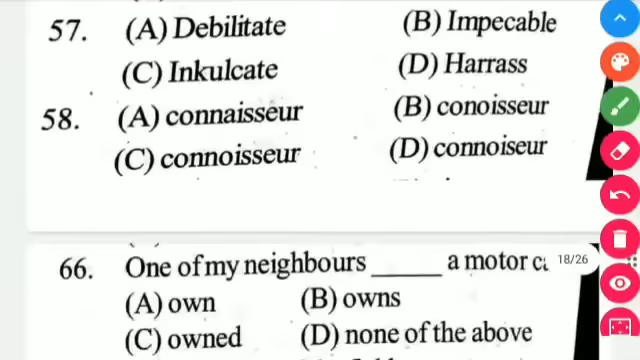 57. (A) Debilitate (B) Impecable
(C) Inkulcate (D) Harrass
58. (A) connaisseur (B) conoisseur
(C) connoisseur (D) connoiseur
66. One of my neighbours ______ a motor
18/26
(A) own (B) owns
(C) owned (D) none of the above